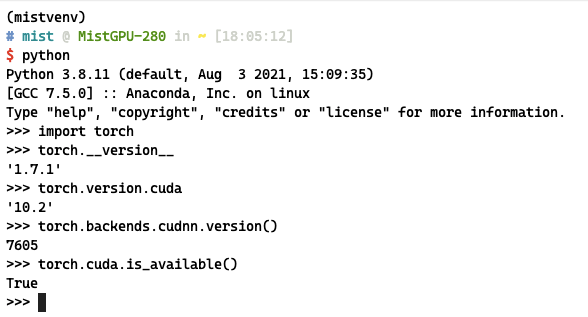 (mistvenv)
# mist @ MistGPU-280 in ~ [18:05:12]
$ python
Python 3.8.11 (default, Aug  3 2021, 15:09:35)
[GCC 7.5.0] :: Anaconda, Inc. on linux
Type "help", "copyright", "credits" or "license" for more information.
>>> import torch
>>> torch.__version__
'1.7.1'
>>> torch.version.cuda
'10.2'
>>> torch.backends.cudnn.version()
7605
>>> torch.cuda.is_available()
True
>>>